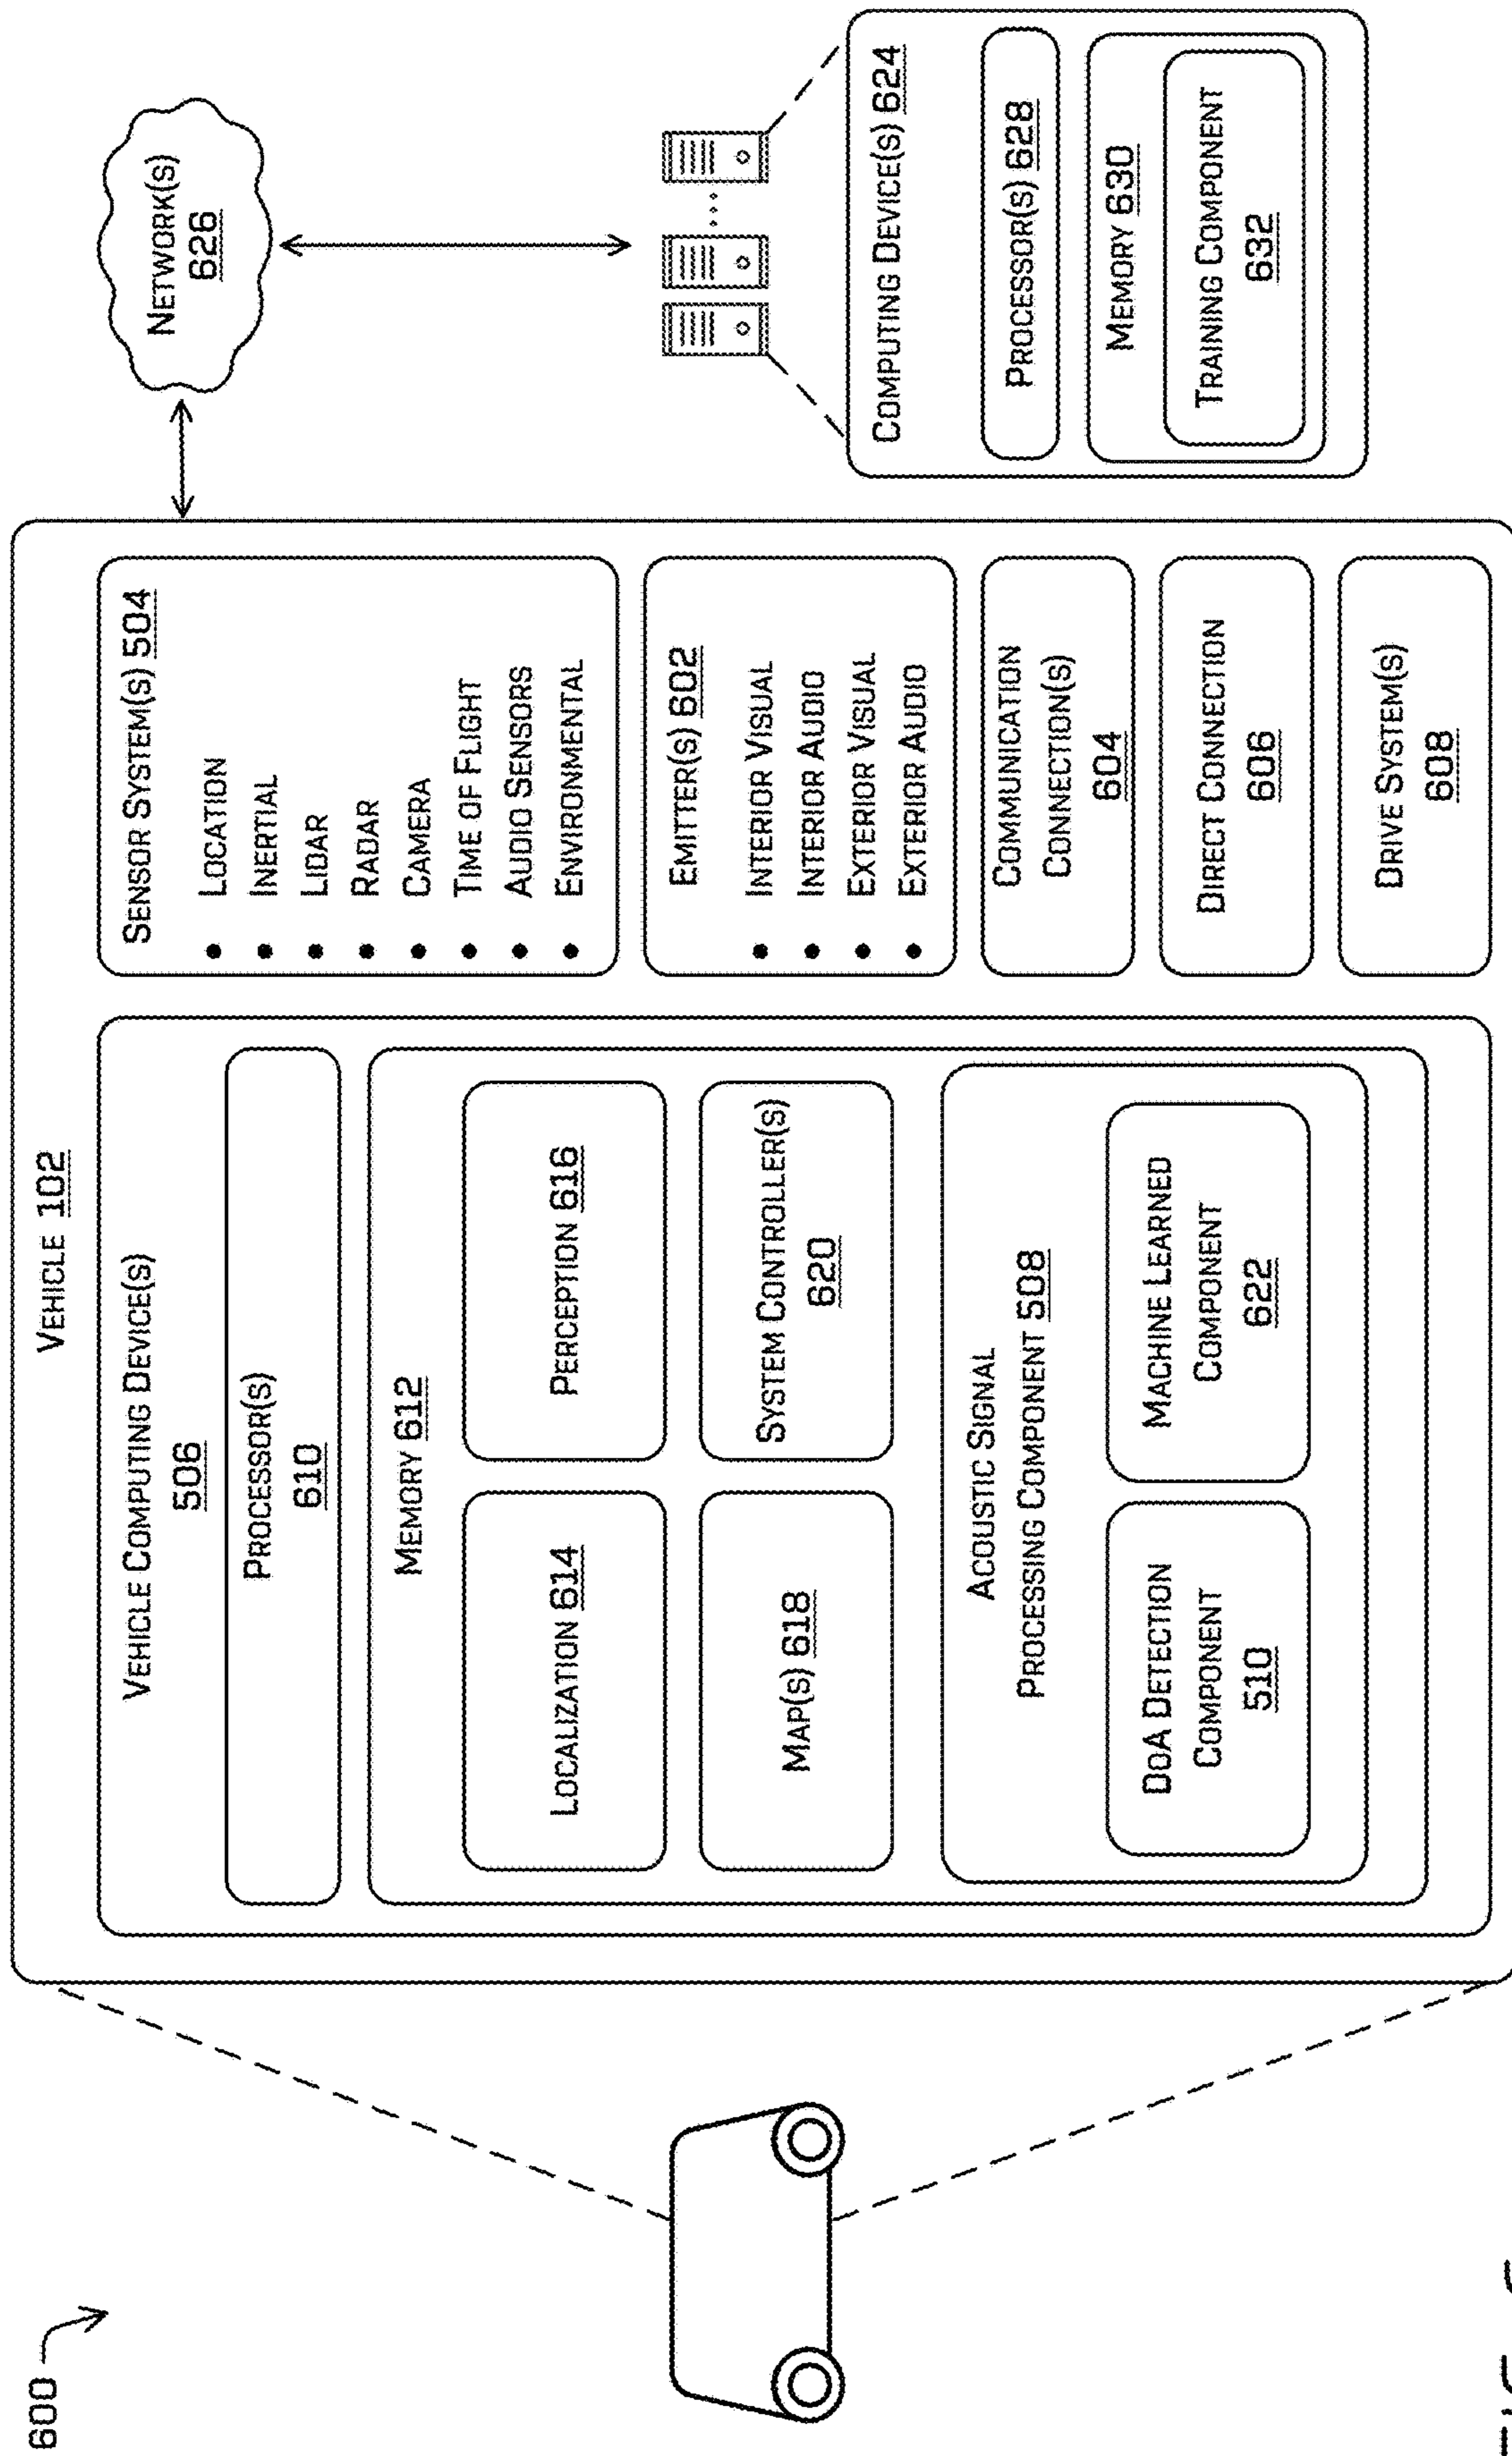 600
VEHICLE 102
VEHICLE COMPUTING DEVICE(S)
506
PROCESSOR(S)
610
MEMORY 612
LOCALIZATION 614
PERCEPTION 616
MAP(S) 618
SYSTEM CONTROLLER(S)
620
ACOUSTIC SIGNAL
PROCESSING COMPONENT 508
DOA DETECTION
COMPONENT
510
MACHINE LEARNED
COMPONENT
622
SENSOR SYSTEM(S) 504
• LOCATION
• INERTIAL
• LIDAR
• RADAR
• CAMERA
• TIME OF FLIGHT
• AUDIO SENSORS
• ENVIRONMENTAL
EMITTER(S) 602
• INTERIOR VISUAL
• INTERIOR AUDIO
• EXTERIOR VISUAL
• EXTERIOR AUDIO
COMMUNICATION
CONNECTION(S)
604
DIRECT CONNECTION
606
DRIVE SYSTEM(S)
608
NETWORK(S)
626
COMPUTING DEVICE(S) 624
PROCESSOR(S) 628
MEMORY 630
TRAINING COMPONENT
632